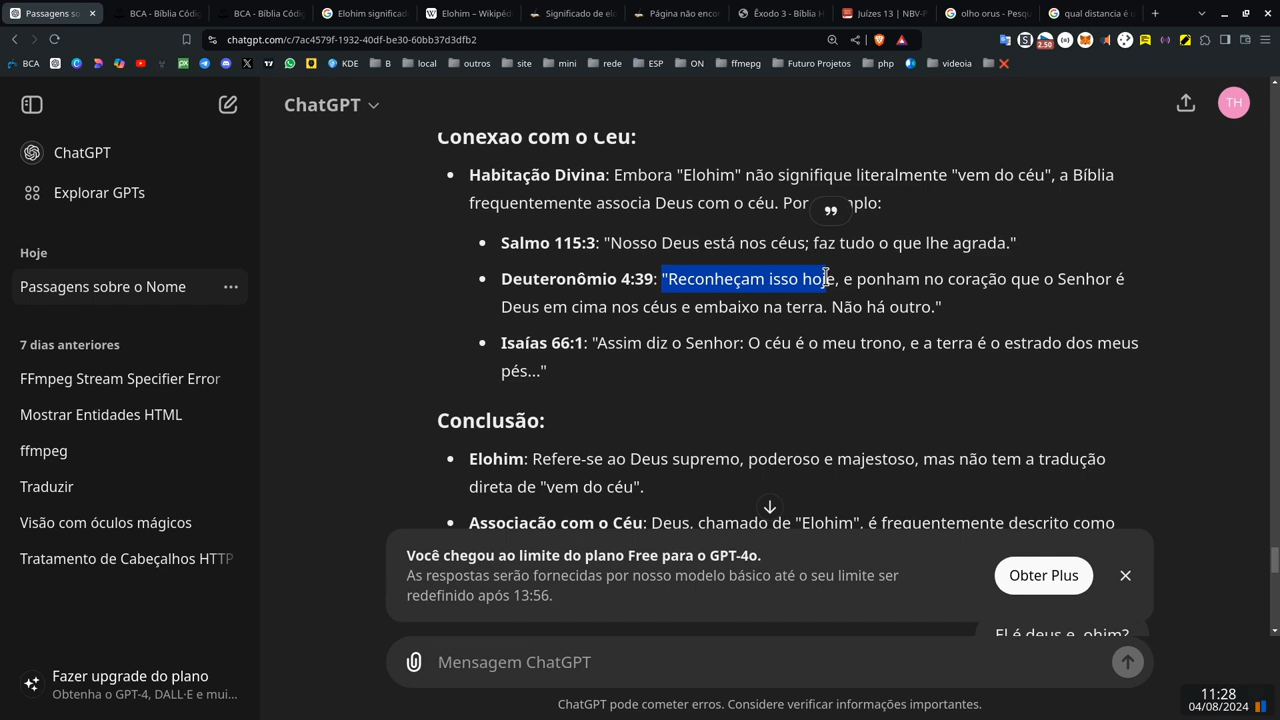 Passagens so
BCA - Bíblia Códig
BCA - Bíblia Códig
Elohim significad
Elohim – Wikipéd
Significado de elo
Página não encon
Êxodo 3 - Bíblia H
Juízes 13 | NBV-P
olho orus - Pesqu
qual distancia é u
chatgpt.com/c/7ac4579f-1932-40df-be30-60bb37d3dfb2
2.50
BCA
KDE
B
local
outros
site
mini
rede
ESP
ON
ffmpeg
Futuro Projetos
php
videoia
ChatGPT
TH
ChatGPT
Explorar GPTs
Hoje
Passagens sobre o Nome
7 dias anteriores
FFmpeg Stream Specifier Error
Mostrar Entidades HTML
ffmpeg
Traduzir
Visão com óculos mágicos
Tratamento de Cabeçalhos HTTP
Fazer upgrade do plano
Obtenha o GPT-4, DALL·E e mui...
Conexão com o Céu:
Habitação Divina: Embora "Elohim" não signifique literalmente "vem do céu", a Bíblia
frequentemente associa Deus com o céu. Por mplo:
Salmo 115:3: "Nosso Deus está nos céus; faz tudo o que lhe agrada."
Deuteronômio 4:39: "Reconheçam isso hoje, e ponham no coração que o Senhor é
Deus em cima nos céus e embaixo na terra. Não há outro."
Isaías 66:1: "Assim diz o Senhor: O céu é o meu trono, e a terra é o estrado dos meus
pés..."
Conclusão:
Elohim: Refere-se ao Deus supremo, poderoso e majestoso, mas não tem a tradução
direta de "vem do céu".
Associação com o Céu: Deus, chamado de "Elohim", é frequentemente descrito como
Você chegou ao limite do plano Free para o GPT-4o.
As respostas serão fornecidas por nosso modelo básico até o seu limite ser
redefinido após 13:56.
Obter Plus
El é deus e ohim?
Mensagem ChatGPT
ChatGPT pode cometer erros. Considere verificar informações importantes.
11:28
04/08/2024